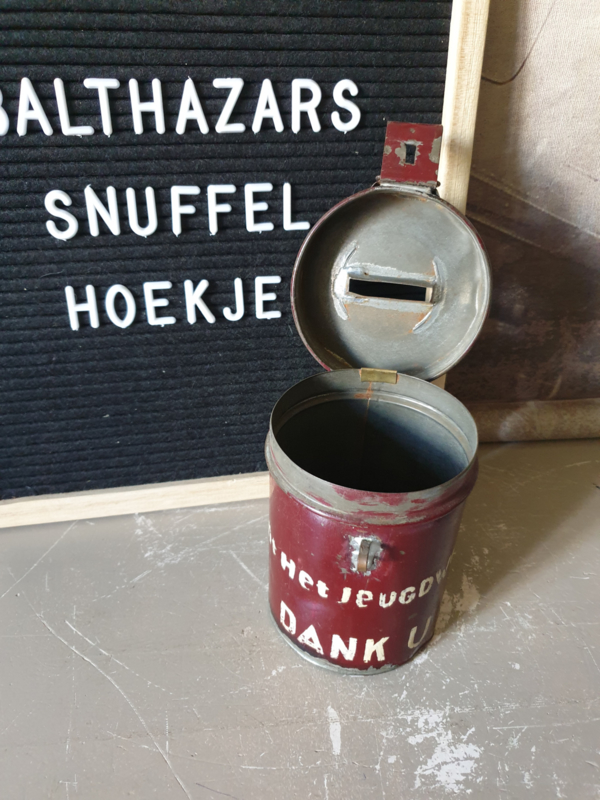 BALTHAZARS
SNUFFEL
HOEKJE
Het JeUGDW
DANK U